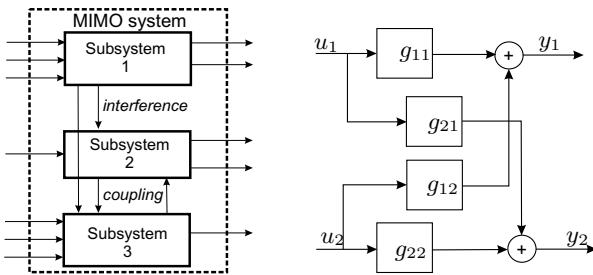 MIMO system
Subsystem
1
interference
Subsystem
2
coupling
Subsystem
3
u1
g11
+
y1
g21
g12
u2
g22
+
y2